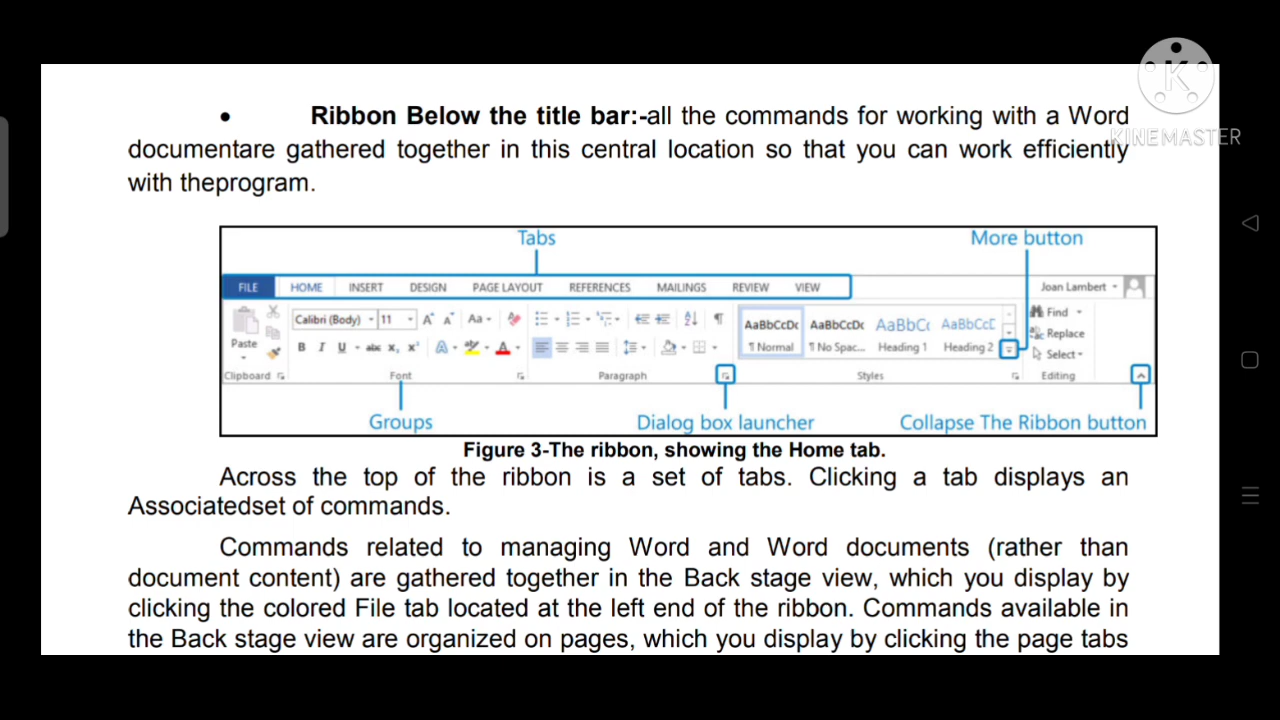 KINEMASTER
• Ribbon Below the title bar:-all the commands for working with a Word
documentare gathered together in this central location so that you can work efficiently
with theprogram.
Tabs
More button
FILE HOME INSERT DESIGN PAGE LAYOUT REFERENCES MAILINGS REVIEW VIEW Joan Lambert
Calibri (Body) 11 A A Aa AaBbCcDc AaBbCcDc AaBbC( AaBbCcE Find
Paste B I U abc x, x² A ab A ¶ Normal ¶ No Spac... Heading 1 Heading 2 Replace
Select
Clipboard Font Paragraph Styles Editing
Groups Dialog box launcher Collapse The Ribbon button
Figure 3-The ribbon, showing the Home tab.
Across the top of the ribbon is a set of tabs. Clicking a tab displays an
Associatedset of commands.
Commands related to managing Word and Word documents (rather than
document content) are gathered together in the Back stage view, which you display by
clicking the colored File tab located at the left end of the ribbon. Commands available in
the Back stage view are organized on pages, which you display by clicking the page tabs